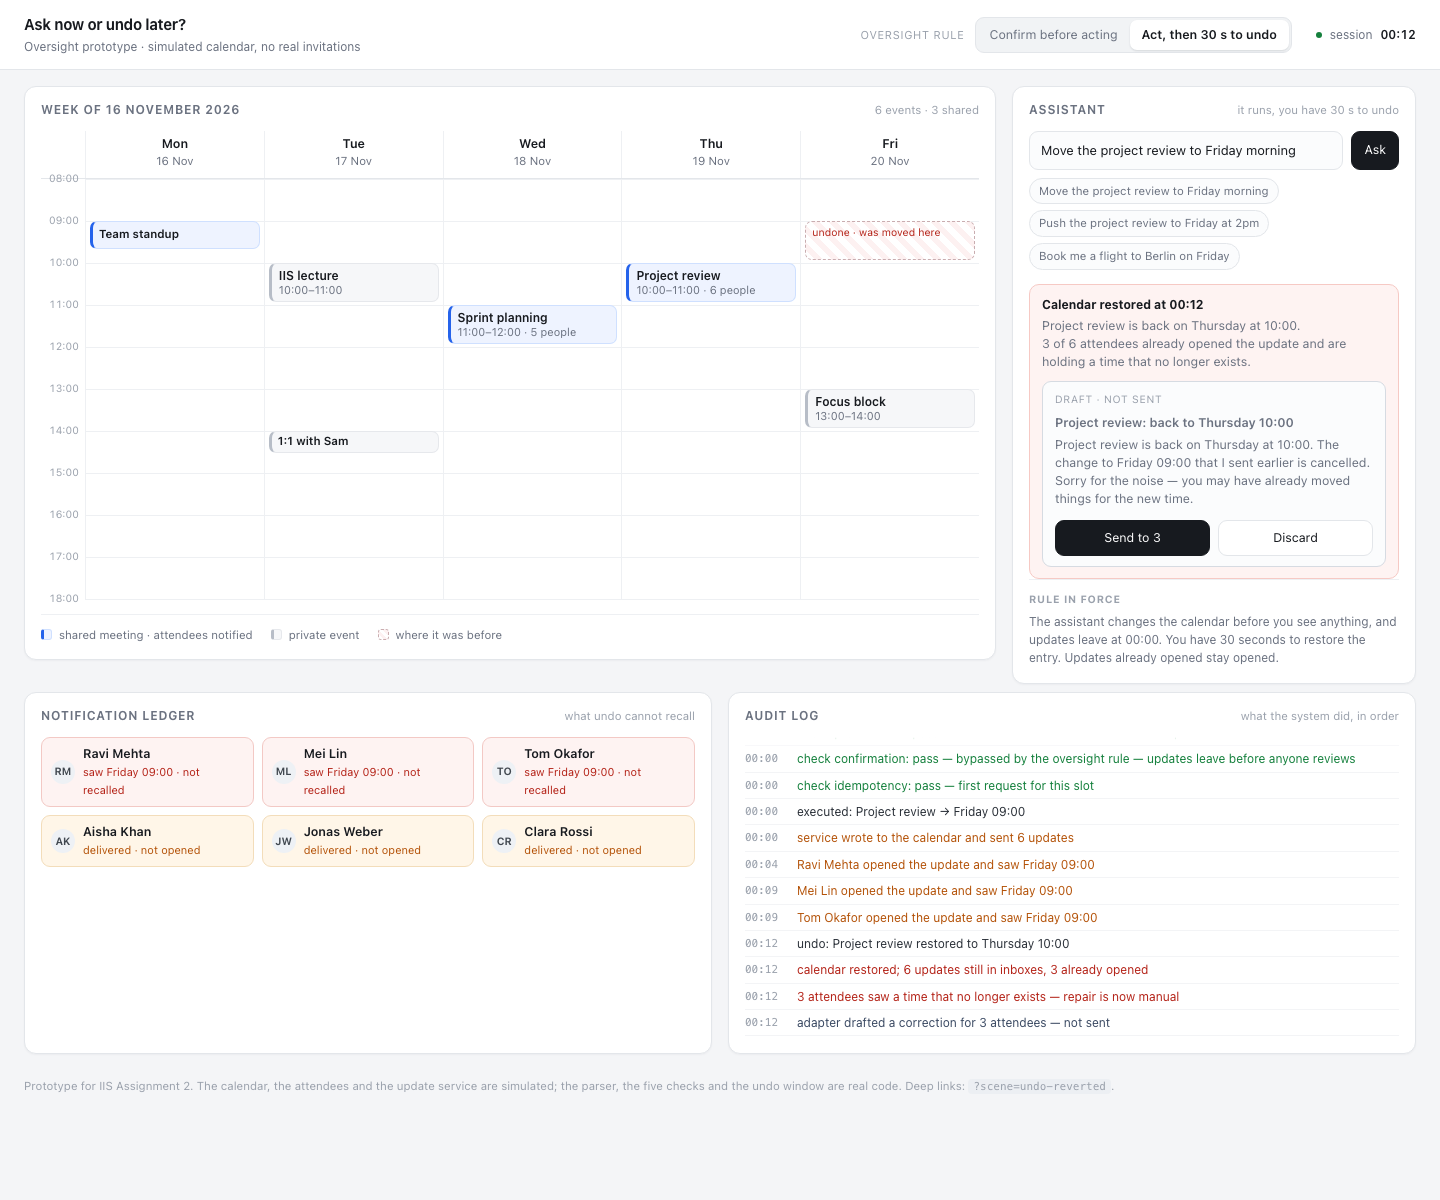 Ask now or undo later?
Oversight prototype · simulated calendar, no real invitations
OVERSIGHT RULE
Confirm before acting
Act, then 30 s to undo
session 00:12
WEEK OF 16 NOVEMBER 2026
6 events · 3 shared
Mon
16 Nov
Tue
17 Nov
Wed
18 Nov
Thu
19 Nov
Fri
20 Nov
08:00
09:00
10:00
11:00
12:00
13:00
14:00
15:00
16:00
17:00
18:00
Team standup
IIS lecture
10:00–11:00
1:1 with Sam
Sprint planning
11:00–12:00 · 5 people
Project review
10:00–11:00 · 6 people
undone · was moved here
Focus block
13:00–14:00
shared meeting · attendees notified
private event
where it was before
ASSISTANT
it runs, you have 30 s to undo
Move the project review to Friday morning
Ask
Move the project review to Friday morning
Push the project review to Friday at 2pm
Book me a flight to Berlin on Friday
Calendar restored at 00:12
Project review is back on Thursday at 10:00.
3 of 6 attendees already opened the update and are
holding a time that no longer exists.
DRAFT · NOT SENT
Project review: back to Thursday 10:00
Project review is back on Thursday at 10:00. The
change to Friday 09:00 that I sent earlier is cancelled.
Sorry for the noise — you may have already moved
things for the new time.
Send to 3
Discard
RULE IN FORCE
The assistant changes the calendar before you see anything, and
updates leave at 00:00. You have 30 seconds to restore the
entry. Updates already opened stay opened.
NOTIFICATION LEDGER
what undo cannot recall
RM
Ravi Mehta
saw Friday 09:00 · not
recalled
ML
Mei Lin
saw Friday 09:00 · not
recalled
TO
Tom Okafor
saw Friday 09:00 · not
recalled
AK
Aisha Khan
delivered · not opened
JW
Jonas Weber
delivered · not opened
CR
Clara Rossi
delivered · not opened
AUDIT LOG
what the system did, in order
00:00 check confirmation: pass — bypassed by the oversight rule — updates leave before anyone reviews
00:00 check idempotency: pass — first request for this slot
00:00 executed: Project review → Friday 09:00
00:00 service wrote to the calendar and sent 6 updates
00:04 Ravi Mehta opened the update and saw Friday 09:00
00:09 Mei Lin opened the update and saw Friday 09:00
00:09 Tom Okafor opened the update and saw Friday 09:00
00:12 undo: Project review restored to Thursday 10:00
00:12 calendar restored; 6 updates still in inboxes, 3 already opened
00:12 3 attendees saw a time that no longer exists — repair is now manual
00:12 adapter drafted a correction for 3 attendees — not sent
Prototype for IIS Assignment 2. The calendar, the attendees and the update service are simulated; the parser, the five checks and the undo window are real code. Deep links: ?scene=undo-reverted.